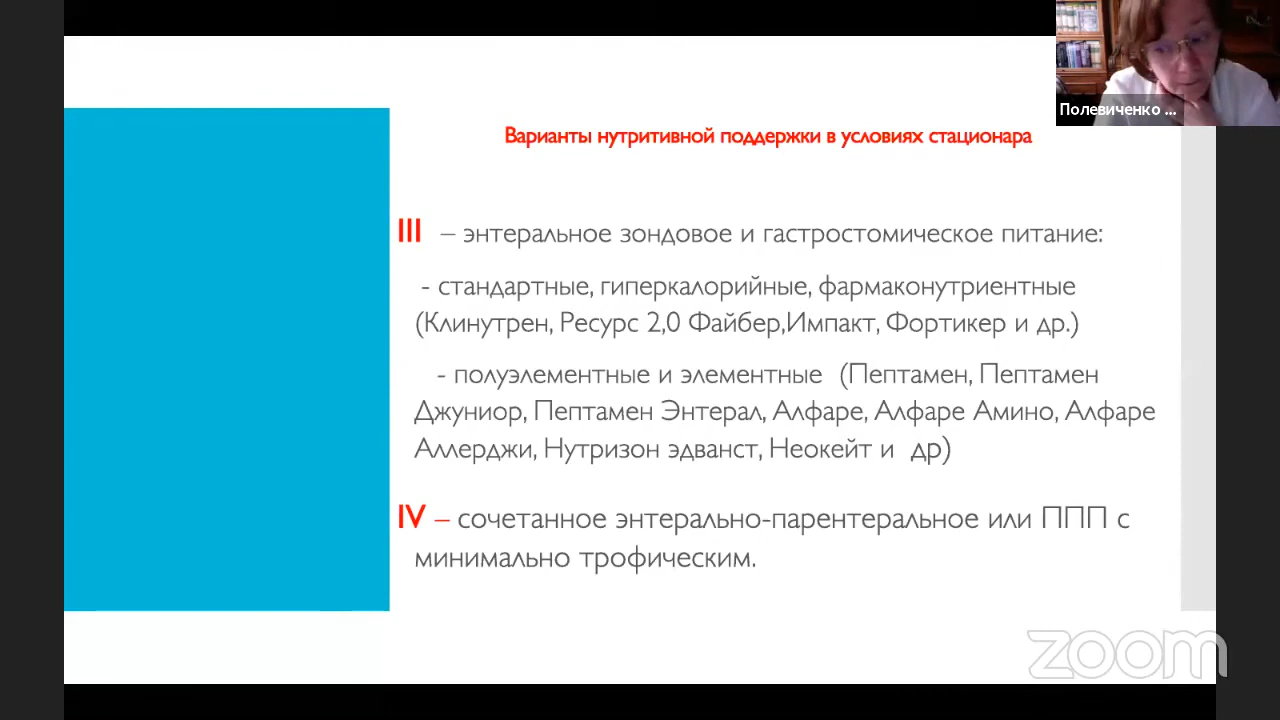 Полевиченко ...
Варианты нутритивной поддержки в условиях стационара
III – энтеральное зондовое и гастростомическое питание:
- стандартные, гиперкалорийные, фармаконутриентные
(Клинутрен, Ресурс 2,0 Файбер,Импакт, Фортикер и др.)
- полуэлементные и элементные (Пептамен, Пептамен
Джуниор, Пептамен Энтерал, Алфаре, Алфаре Амино, Алфаре
Аллерджи, Нутризон эдванст, Неокейт и др)
IV – сочетанное энтерально-парентеральное или ППП с
минимально трофическим.
zoom